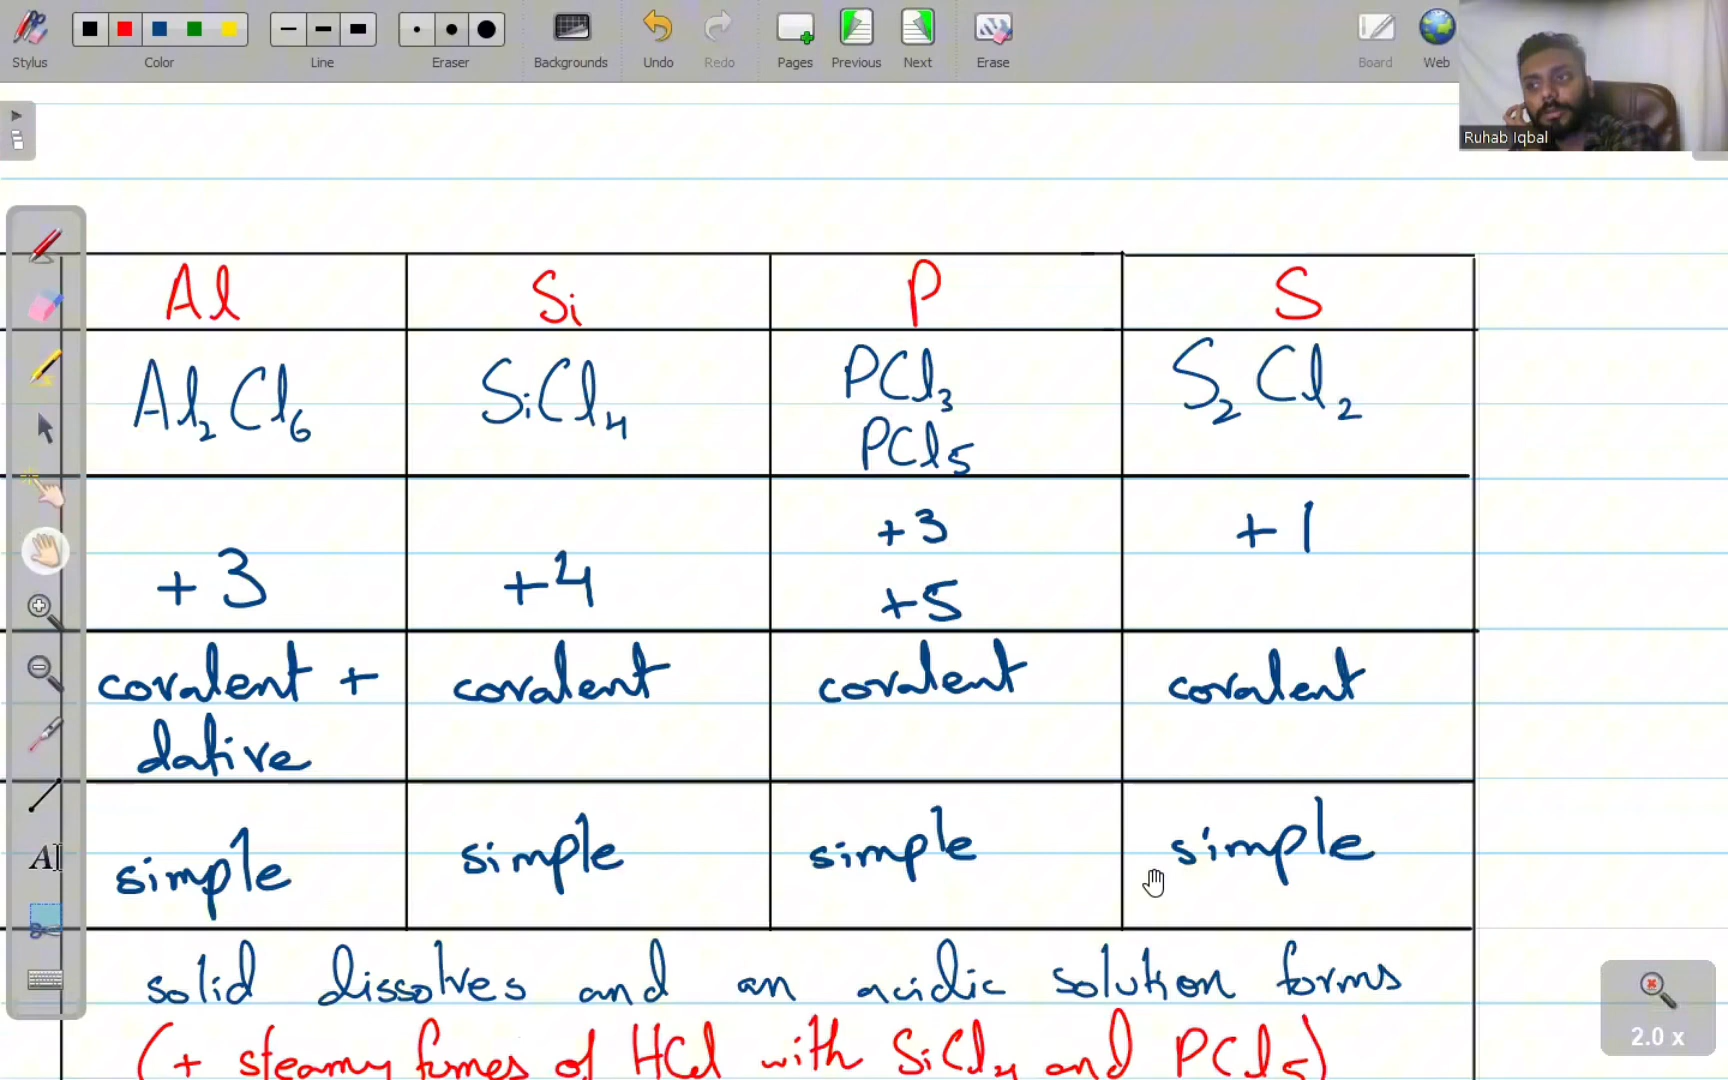 Stylus
Color
Line
Eraser
Backgrounds
Undo
Redo
Pages
Previous
Next
Erase
Board
Web
Ruhab Iqbal
Al Si P S
Al₂Cl₆ SiCl₄ PCl₃ S₂Cl₂
PCl₅
+3 +4 +3 +1
+5
covalent + covalent covalent covalent
dative
simple simple simple simple
solid dissolves and an acidic solution forms
(+ steamy fumes of HCl with SiCl₄ and PCl₅)
A
2.0 x